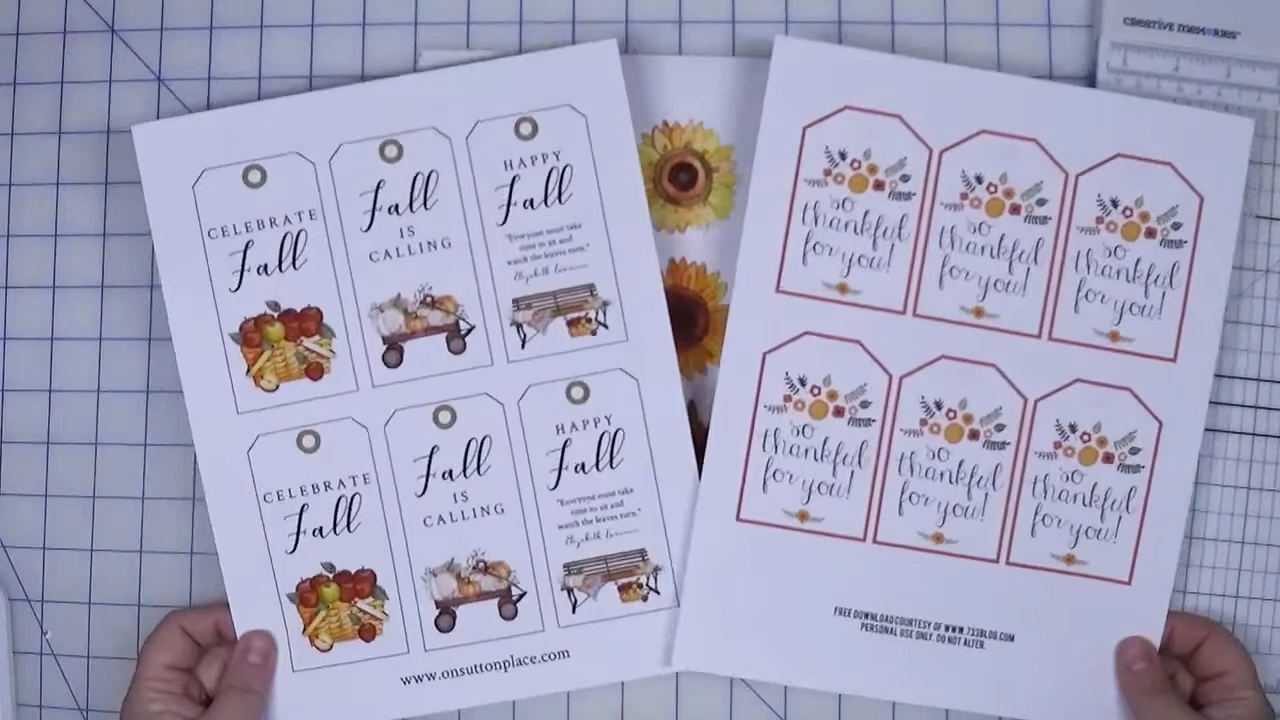 CREATIVE MEMORIES
CELEBRATE
Fall
Fall
IS
CALLING
HAPPY
Fall
"Everyone must take
time to sit and
watch the leaves turn."
Elizabeth
CELEBRATE
Fall
Fall
IS
CALLING
HAPPY
Fall
"Everyone must take
time to sit and
watch the leaves turn."
Elizabeth
www.onsuttonplace.com
so
thankful
for you!
so
thankful
for you!
so
thankful
for you!
so
thankful
for you!
so
thankful
for you!
so
thankful
for you!
FREE DOWNLOAD COURTESY OF WWW.733BLOG.COM
PERSONAL USE ONLY. DO NOT ALTER.